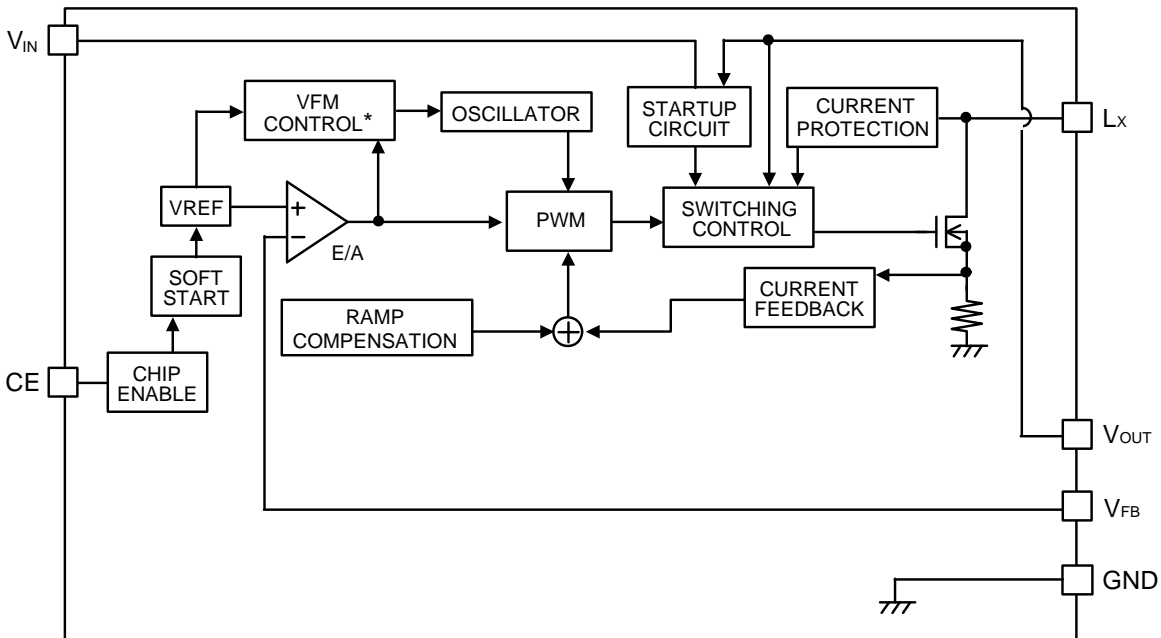 VIN
VFM
CONTROL*
OSCILLATOR
STARTUP
CIRCUIT
CURRENT
PROTECTION
LX
VREF
+
−
E/A
PWM
SWITCHING
CONTROL
SOFT
START
RAMP
COMPENSATION
CURRENT
FEEDBACK
CE
CHIP
ENABLE
VOUT
VFB
GND